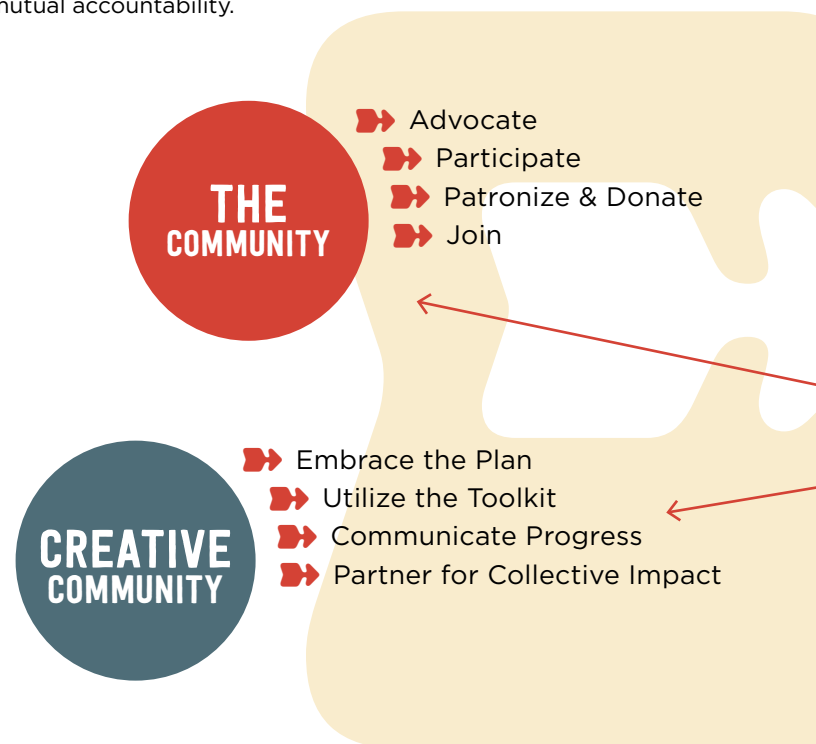 mutual accountability.
THE
COMMUNITY
Advocate
Participate
Patronize & Donate
Join
CREATIVE
COMMUNITY
Embrace the Plan
Utilize the Toolkit
Communicate Progress
Partner for Collective Impact